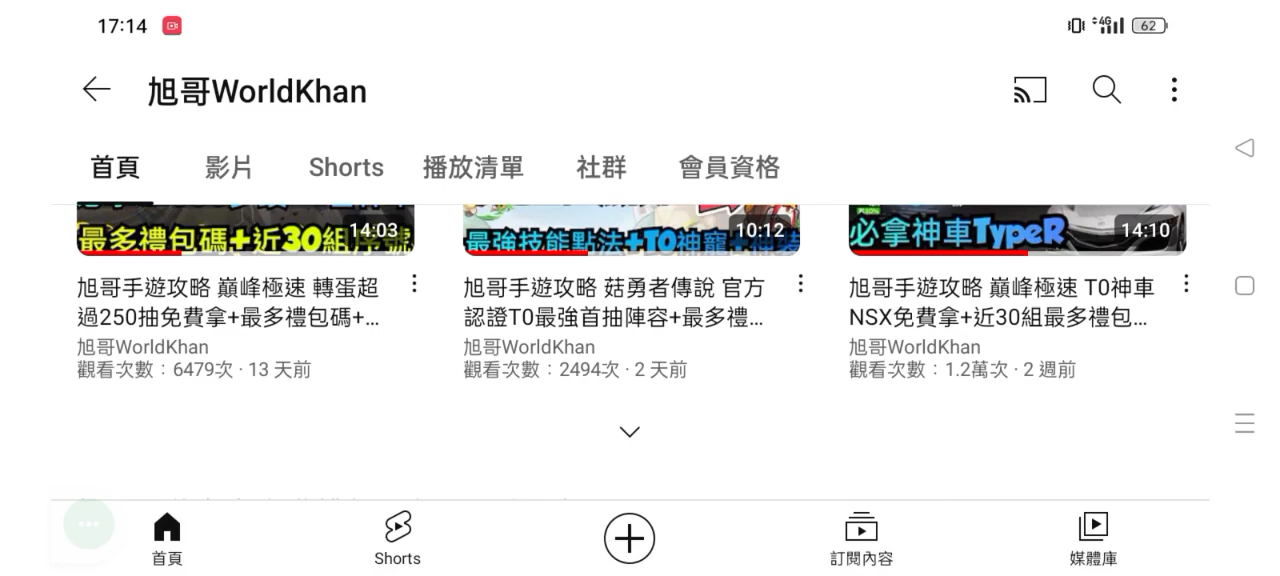 17:14
4G
62
旭哥WorldKhan
首頁
影片
Shorts
播放清單
社群
會員資格
最多禮包碼+近30組序號
14:03
最強技能點法+T0神寵+神裝
10:12
必拿神車TypeR
14:10
旭哥手遊攻略 巔峰極速 轉蛋超
過250抽免費拿+最多禮包碼+...
旭哥WorldKhan
觀看次數：6479次 · 13 天前
旭哥手遊攻略 菇勇者傳說 官方
認證T0最強首抽陣容+最多禮...
旭哥WorldKhan
觀看次數：2494次 · 2 天前
旭哥手遊攻略 巔峰極速 T0神車
NSX免費拿+近30組最多禮包...
旭哥WorldKhan
觀看次數：1.2萬次 · 2 週前
首頁
Shorts
訂閱內容
媒體庫